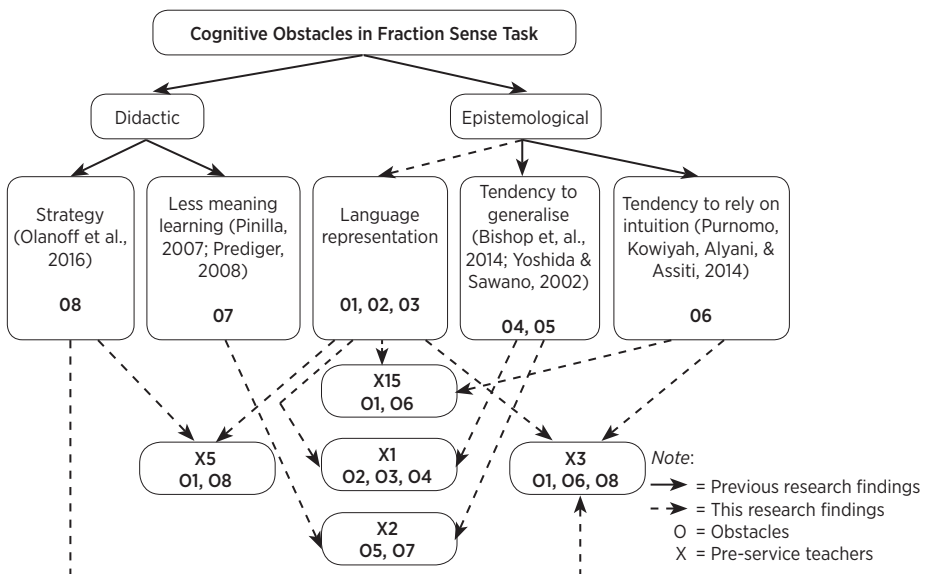 Cognitive Obstacles in Fraction Sense Task
Didactic
Epistemological
Strategy
(Olanoff et al.,
2016)
O8
Less meaning
learning (Pinilla,
2007; Prediger,
2008)
O7
Language
representation
O1, O2, O3
Tendency to
generalise
(Bishop et, al.,
2014; Yoshida &
Sawano, 2002)
O4, O5
Tendency to rely on
intuition (Purnomo,
Kowiyah, Alyani, &
Assiti, 2014)
O6
X15
O1, O6
X5
O1, O8
X1
O2, O3, O4
X3
O1, O6, O8
X2
O5, O7
Note:
= Previous research findings
= This research findings
O = Obstacles
X = Pre-service teachers